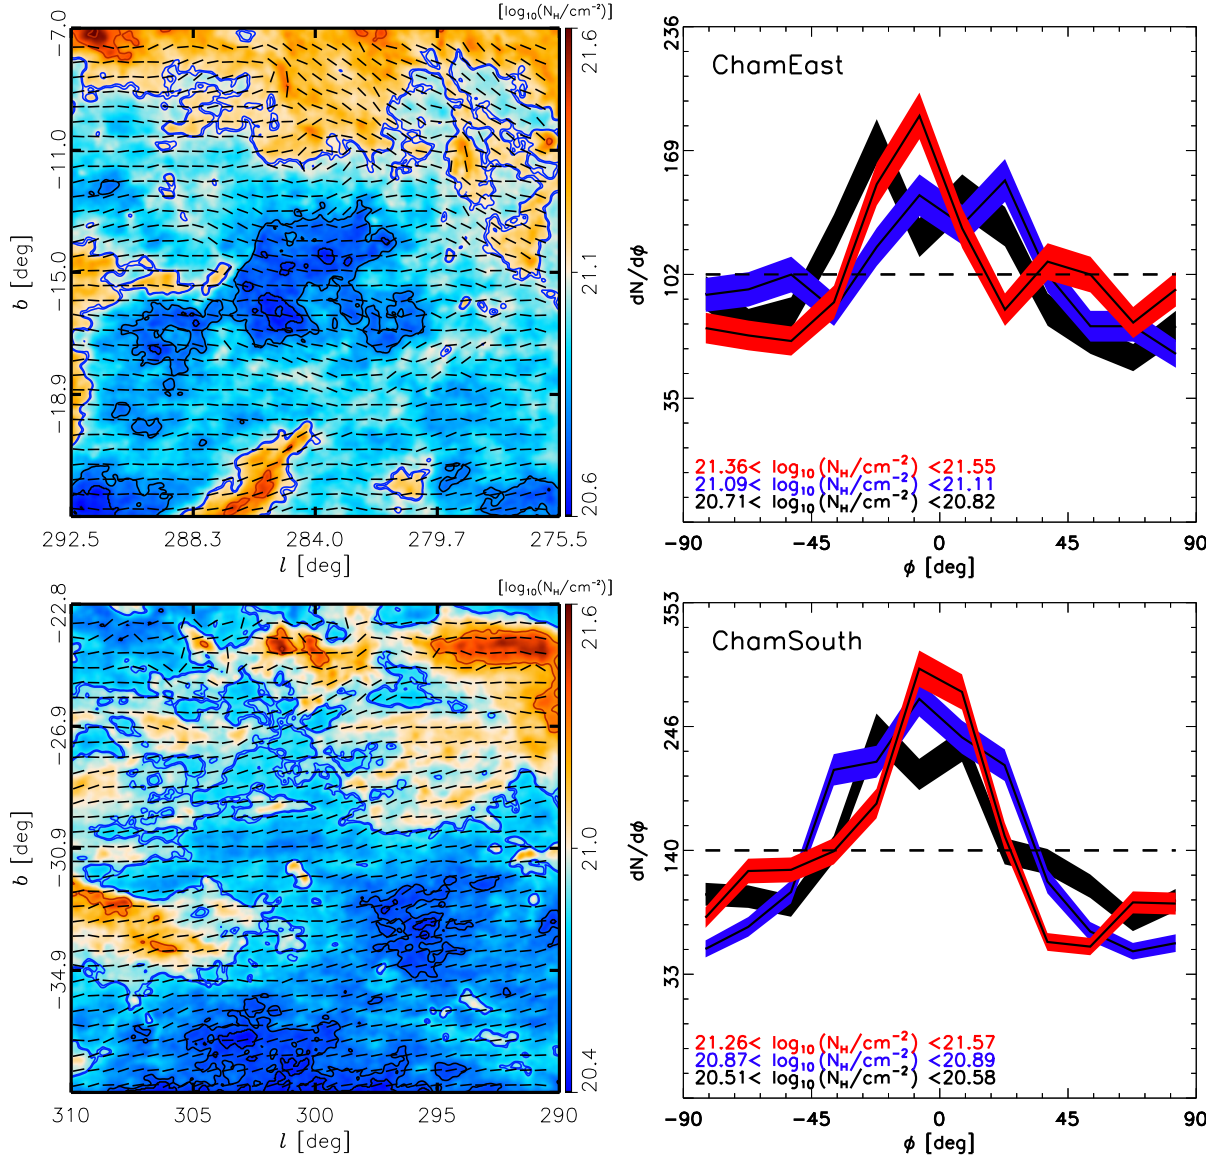 [log₁₀(N_H/cm⁻²)]
−7.0
−11.0
−15.0
−18.9
b [deg]
292.5 288.3 284.0 279.7 275.5
l [deg]
21.6
21.1
20.6
ChamEast
236
169
102
35
dN/dϕ
21.36< log₁₀(N_H/cm⁻²) <21.55
21.09< log₁₀(N_H/cm⁻²) <21.11
20.71< log₁₀(N_H/cm⁻²) <20.82
−90 −45 0 45 90
ϕ [deg]
[log₁₀(N_H/cm⁻²)]
−22.8
−26.9
−30.9
−34.9
b [deg]
310 305 300 295 290
l [deg]
21.6
21.0
20.4
ChamSouth
353
246
140
33
dN/dϕ
21.26< log₁₀(N_H/cm⁻²) <21.57
20.87< log₁₀(N_H/cm⁻²) <20.89
20.51< log₁₀(N_H/cm⁻²) <20.58
−90 −45 0 45 90
ϕ [deg]